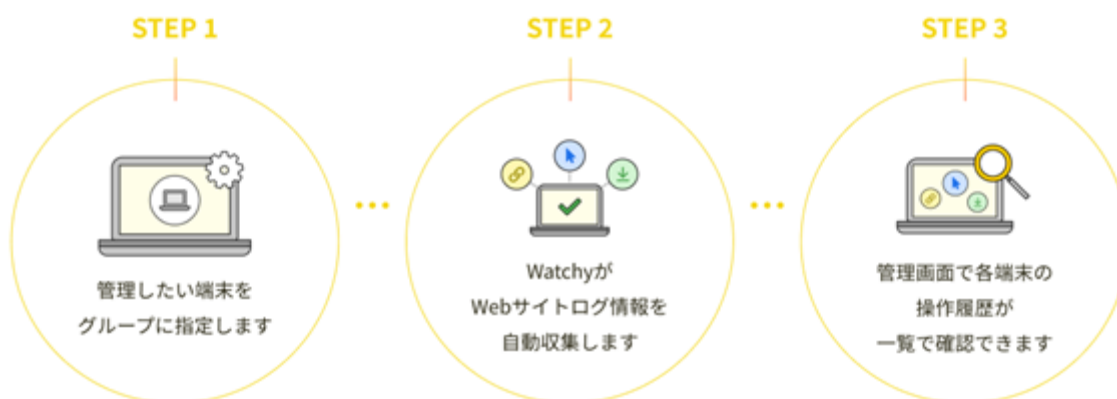 STEP 1
管理したい端末を
グループに指定します
STEP 2
Watchyが
Webサイトログ情報を
自動収集します
STEP 3
管理画面で各端末の
操作履歴が
一覧で確認できます